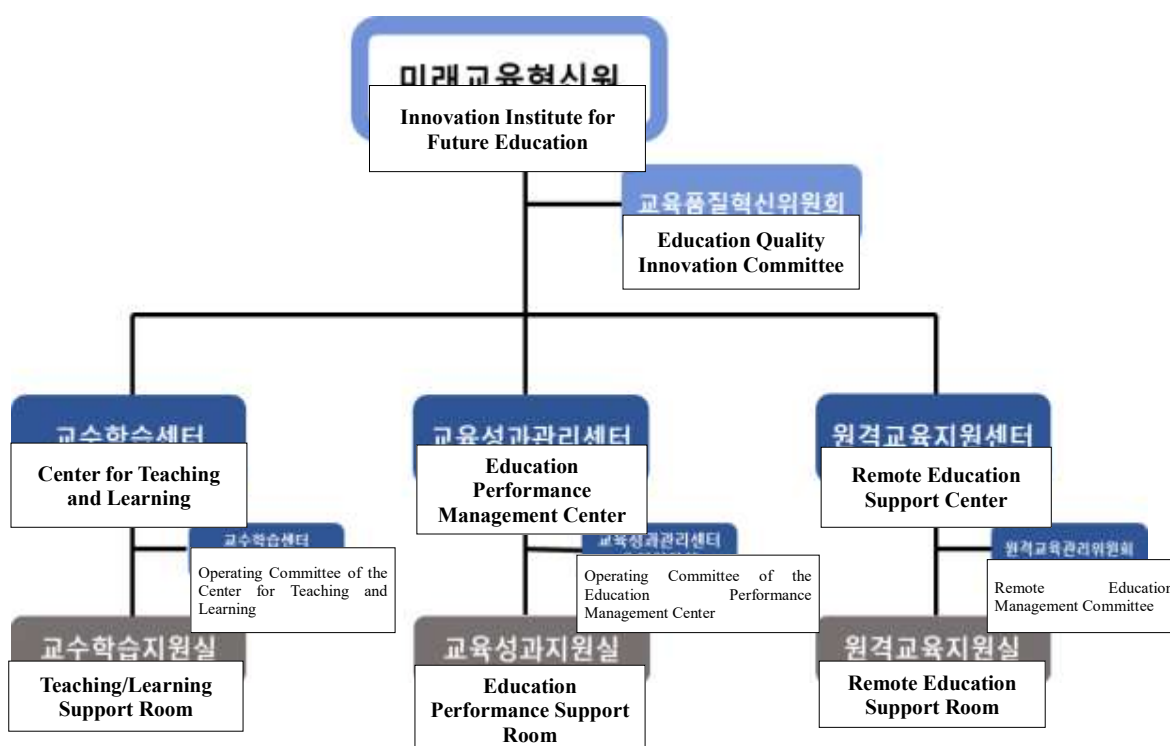 미래교육혁신원
Innovation Institute for
Future Education
교육품질혁신위원회
Education Quality
Innovation Committee
교수학습센터
Center for Teaching
and Learning
교육성과관리센터
Education
Performance
Management Center
원격교육지원센터
Remote Education
Support Center
교수학습센터
Operating Committee of the
Center for Teaching and
Learning
교육성과관리센터
Operating Committee of the
Education Performance
Management Center
원격교육관리위원회
Remote Education
Management Committee
교수학습지원실
Teaching/Learning
Support Room
교육성과지원실
Education
Performance Support
Room
원격교육지원실
Remote Education
Support Room